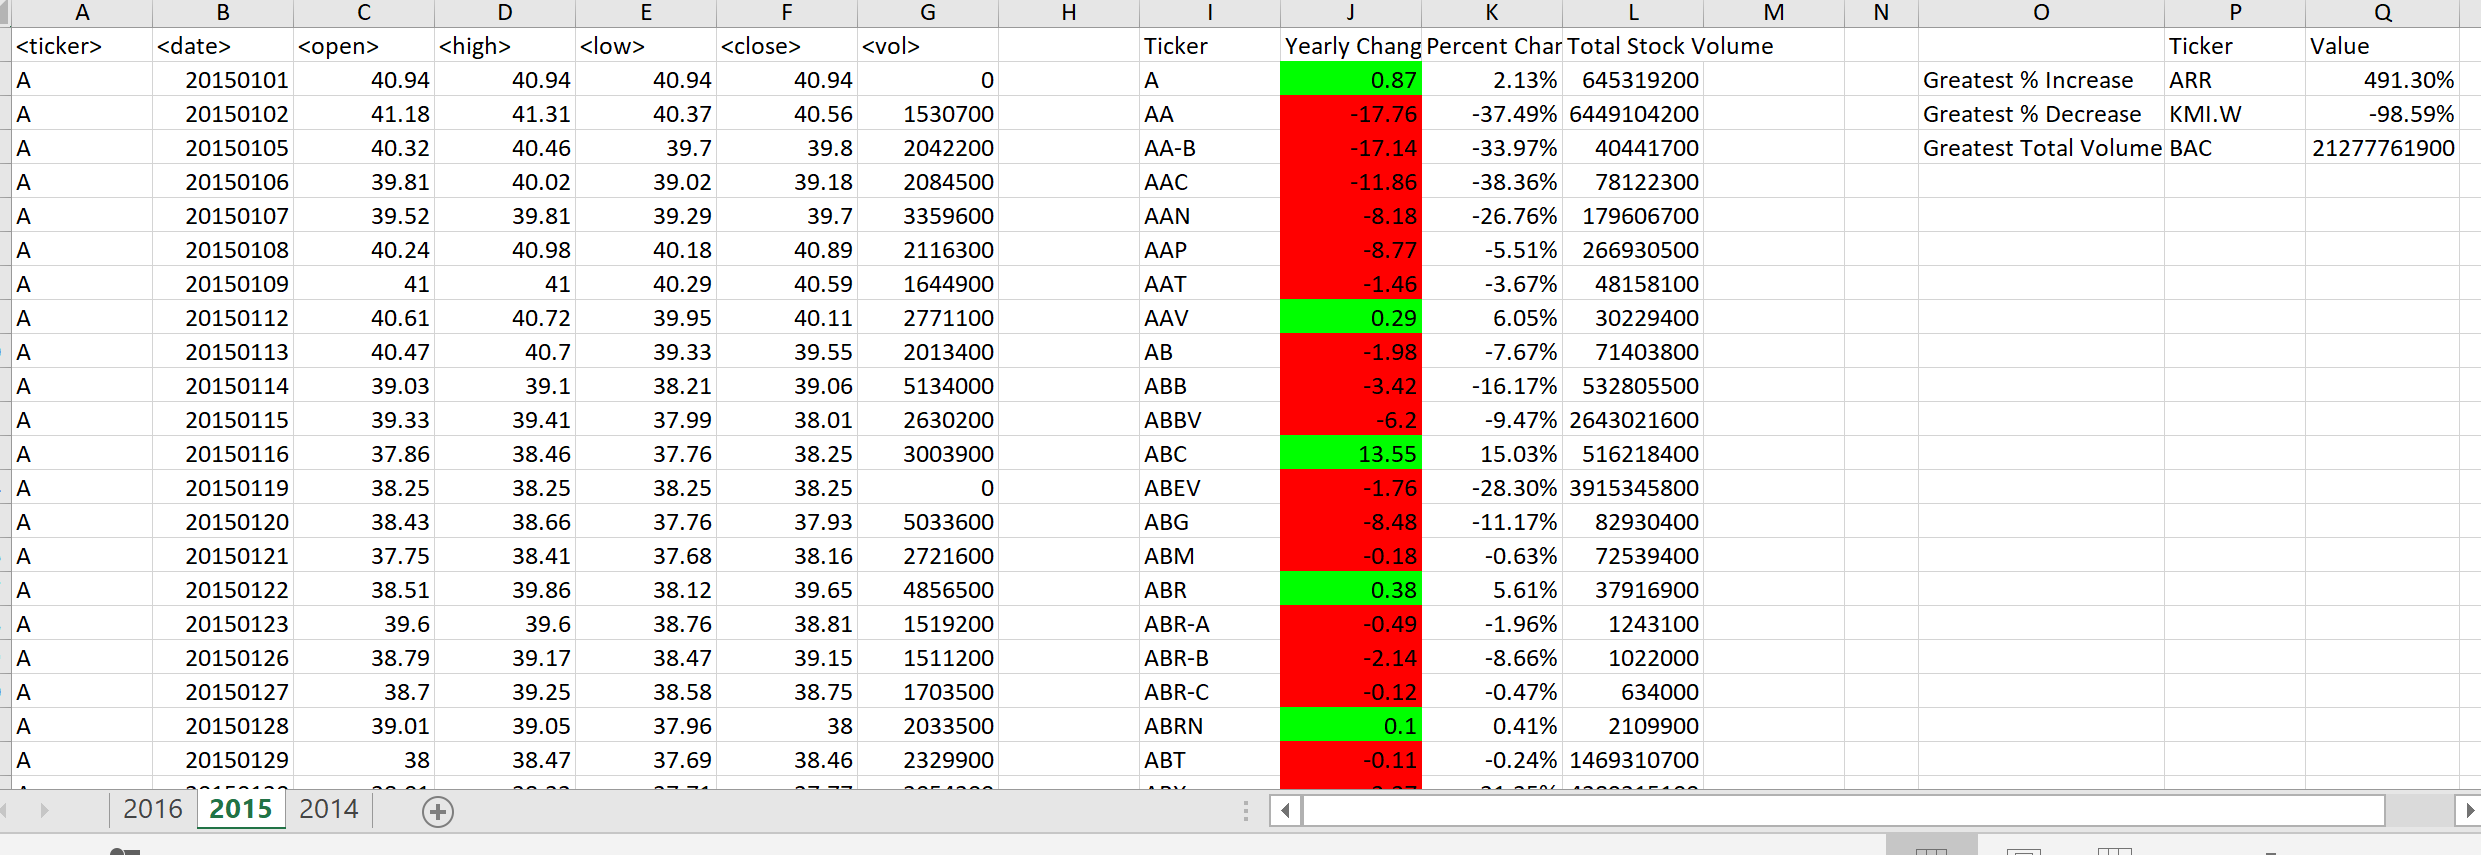 A B C D E F G H I J K L M N O P Q
<ticker> <date> <open> <high> <low> <close> <vol> Ticker Yearly Chang Percent Char Total Stock Volume Ticker Value
A 20150101 40.94 40.94 40.94 40.94 0 A 0.87 2.13% 645319200 Greatest % Increase ARR 491.30%
A 20150102 41.18 41.31 40.37 40.56 1530700 AA -17.76 -37.49% 6449104200 Greatest % Decrease KMI.W -98.59%
A 20150105 40.32 40.46 39.7 39.8 2042200 AA-B -17.14 -33.97% 40441700 Greatest Total Volume BAC 21277761900
A 20150106 39.81 40.02 39.02 39.18 2084500 AAC -11.86 -38.36% 78122300
A 20150107 39.52 39.81 39.29 39.7 3359600 AAN -8.18 -26.76% 179606700
A 20150108 40.24 40.98 40.18 40.89 2116300 AAP -8.77 -5.51% 266930500
A 20150109 41 41 40.29 40.59 1644900 AAT -1.46 -3.67% 48158100
A 20150112 40.61 40.72 39.95 40.11 2771100 AAV 0.29 6.05% 30229400
A 20150113 40.47 40.7 39.33 39.55 2013400 AB -1.98 -7.67% 71403800
A 20150114 39.03 39.1 38.21 39.06 5134000 ABB -3.42 -16.17% 532805500
A 20150115 39.33 39.41 37.99 38.01 2630200 ABBV -6.2 -9.47% 2643021600
A 20150116 37.86 38.46 37.76 38.25 3003900 ABC 13.55 15.03% 516218400
A 20150119 38.25 38.25 38.25 38.25 0 ABEV -1.76 -28.30% 3915345800
A 20150120 38.43 38.66 37.76 37.93 5033600 ABG -8.48 -11.17% 82930400
A 20150121 37.75 38.41 37.68 38.16 2721600 ABM -0.18 -0.63% 72539400
A 20150122 38.51 39.86 38.12 39.65 4856500 ABR 0.38 5.61% 37916900
A 20150123 39.6 39.6 38.76 38.81 1519200 ABR-A -0.49 -1.96% 1243100
A 20150126 38.79 39.17 38.47 39.15 1511200 ABR-B -2.14 -8.66% 1022000
A 20150127 38.7 39.25 38.58 38.75 1703500 ABR-C -0.12 -0.47% 634000
A 20150128 39.01 39.05 37.96 38 2033500 ABRN 0.1 0.41% 2109900
A 20150129 38 38.47 37.69 38.46 2329900 ABT -0.11 -0.24% 1469310700
2016 2015 2014